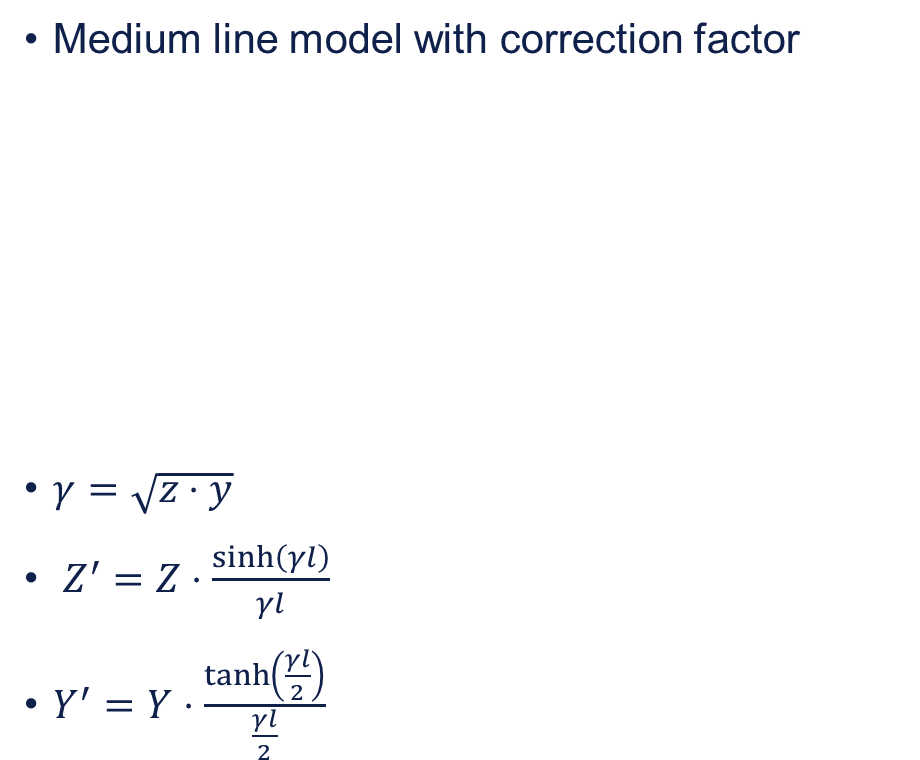 • Medium line model with correction factor
• γ = √(z · y)
• Z′ = Z · sinh(γl) / γl
• Y′ = Y · tanh(γl/2) / (γl/2)